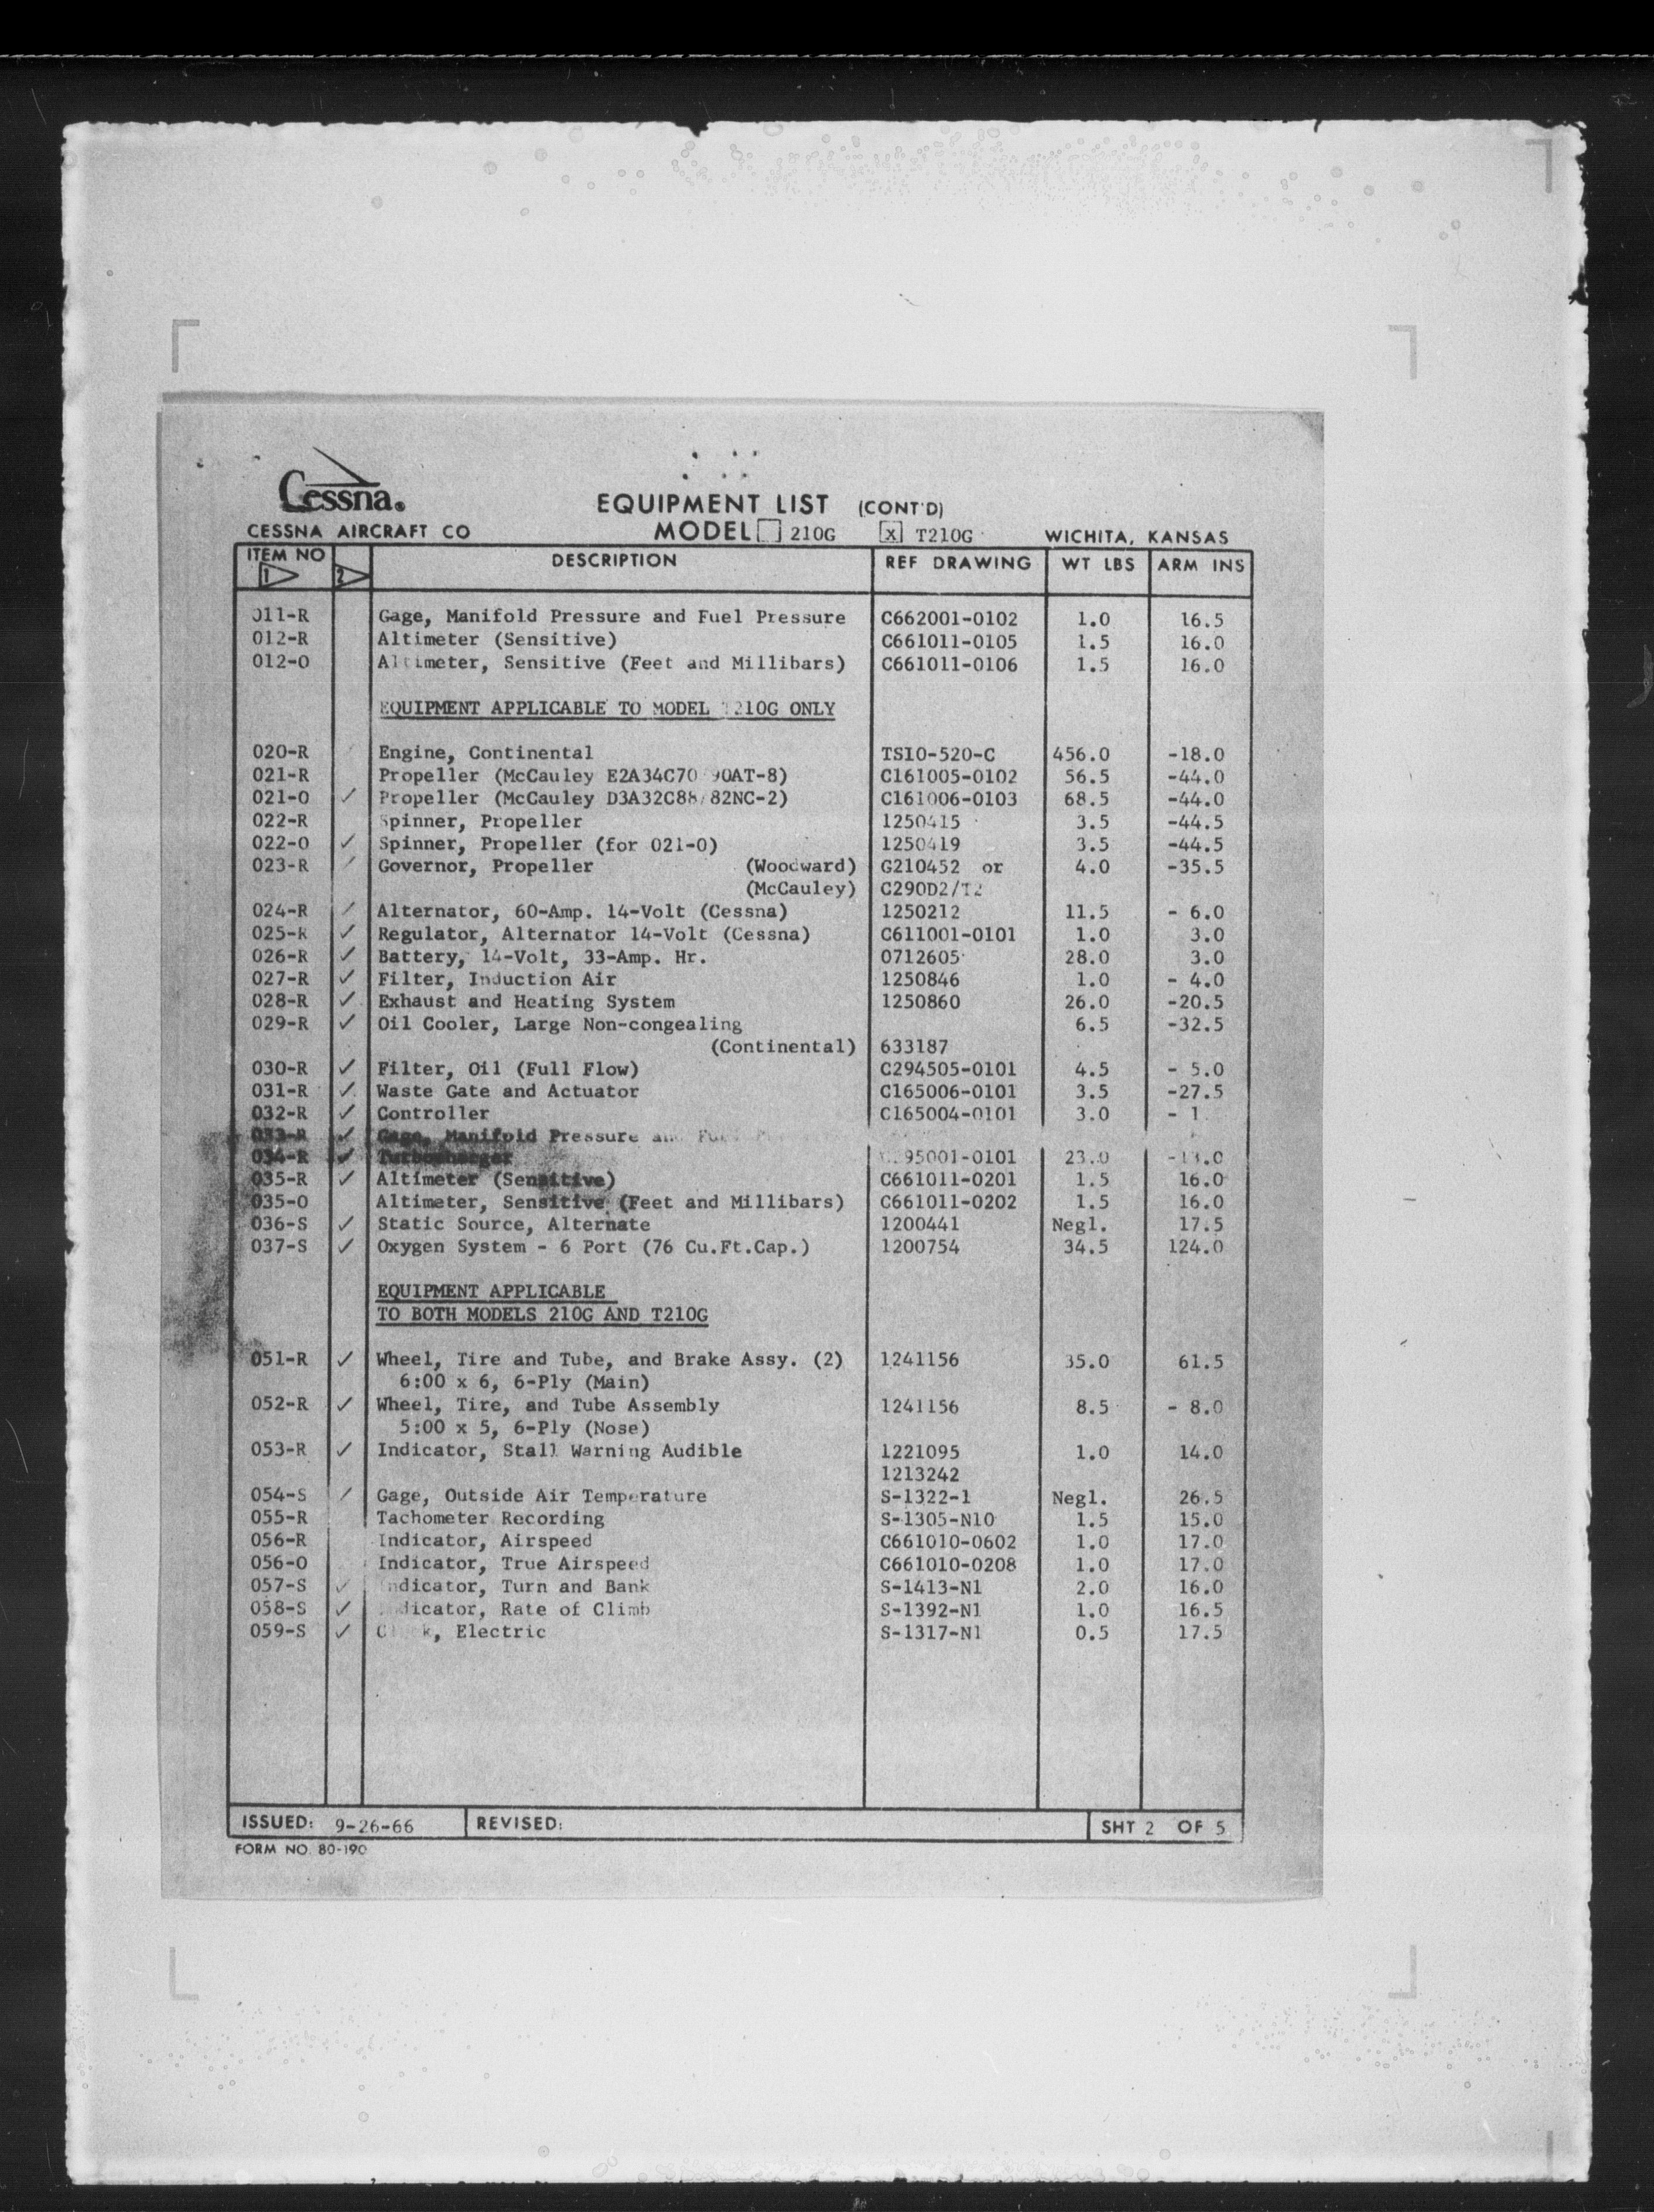 Cessna.
EQUIPMENT LIST (CONT'D)
CESSNA AIRCRAFT CO MODEL 210G X T210G WICHITA, KANSAS
ITEM NO 1 2 DESCRIPTION REF DRAWING WT LBS ARM INS
011-R Gage, Manifold Pressure and Fuel Pressure C662001-0102 1.0 16.5
012-R Altimeter (Sensitive) C661011-0105 1.5 16.0
012-O Altimeter, Sensitive (Feet and Millibars) C661011-0106 1.5 16.0
EQUIPMENT APPLICABLE TO MODEL T210G ONLY
020-R ✓ Engine, Continental TSIO-520-C 456.0 -18.0
021-R Propeller (McCauley E2A34C70/90AT-8) C161005-0102 56.5 -44.0
021-O ✓ Propeller (McCauley D3A32C88/82NC-2) C161006-0103 68.5 -44.0
022-R Spinner, Propeller 1250415 3.5 -44.5
022-O ✓ Spinner, Propeller (for 021-O) 1250419 3.5 -44.5
023-R ✓ Governor, Propeller (Woodward) G210452 or 4.0 -35.5
(McCauley) C290D2/T2
024-R ✓ Alternator, 60-Amp. 14-Volt (Cessna) 1250212 11.5 - 6.0
025-R ✓ Regulator, Alternator 14-Volt (Cessna) C611001-0101 1.0 3.0
026-R ✓ Battery, 14-Volt, 33-Amp. Hr. 0712605 28.0 3.0
027-R ✓ Filter, Induction Air 1250846 1.0 - 4.0
028-R ✓ Exhaust and Heating System 1250860 26.0 -20.5
029-R ✓ Oil Cooler, Large Non-congealing 6.5 -32.5
(Continental) 633187
030-R ✓ Filter, Oil (Full Flow) C294505-0101 4.5 - 5.0
031-R ✓ Waste Gate and Actuator C165006-0101 3.5 -27.5
032-R ✓ Controller C165004-0101 3.0 - 1.
033-R ✓ Gage, Manifold Pressure and Fuel
034-R ✓ Turbocharger 95001-0101 23.0
035-R ✓ Altimeter (Sensitive) C661011-0201 1.5 16.0
035-O Altimeter, Sensitive (Feet and Millibars) C661011-0202 1.5 16.0
036-S ✓ Static Source, Alternate 1200441 Negl. 17.5
037-S ✓ Oxygen System - 6 Port (76 Cu.Ft.Cap.) 1200754 34.5 124.0
EQUIPMENT APPLICABLE
TO BOTH MODELS 210G AND T210G
051-R ✓ Wheel, Tire and Tube, and Brake Assy. (2) 1241156 35.0 61.5
6:00 x 6, 6-Ply (Main)
052-R ✓ Wheel, Tire, and Tube Assembly 1241156 8.5 - 8.0
5:00 x 5, 6-Ply (Nose)
053-R ✓ Indicator, Stall Warning Audible 1221095 1.0 14.0
1213242
054-S ✓ Gage, Outside Air Temperature S-1322-1 Negl. 26.5
055-R Tachometer Recording S-1305-N10 1.5 15.0
056-R Indicator, Airspeed C661010-0602 1.0 17.0
056-O Indicator, True Airspeed C661010-0208 1.0 17.0
057-S ✓ Indicator, Turn and Bank S-1413-N1 2.0 16.0
058-S ✓ Indicator, Rate of Climb S-1392-N1 1.0 16.5
059-S ✓ Clock, Electric S-1317-N1 0.5 17.5
ISSUED: 9-26-66 REVISED: SHT 2 OF 5
FORM NO. 80-190